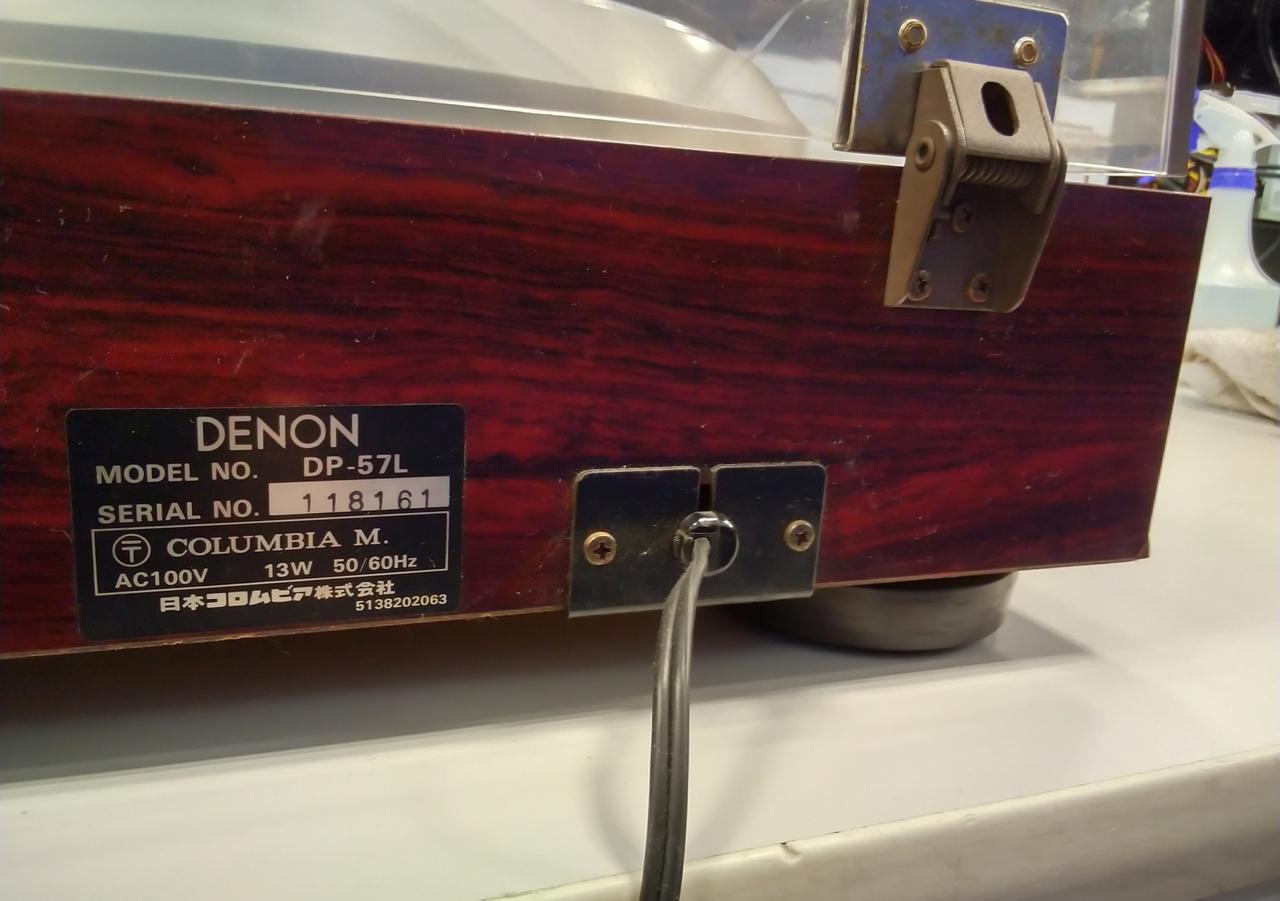 DENON
MODEL NO. DP-57L
SERIAL NO. 118161
〒 COLUMBIA M.
AC100V 13W 50/60Hz
日本コロムビア株式会社
5138202063